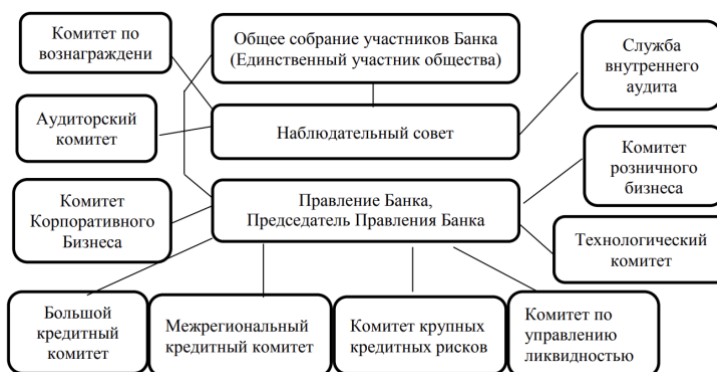 Комитет по
вознаграждени
Общее собрание участников Банка
(Единственный участник общества)
Служба
внутреннего
аудита
Аудиторский
комитет
Наблюдательный совет
Комитет
розничного
бизнеса
Комитет
Корпоративного
Бизнеса
Правление Банка,
Председатель Правления Банка
Технологический
комитет
Большой
кредитный
комитет
Межрегиональный
кредитный комитет
Комитет крупных
кредитных рисков
Комитет по
управлению
ликвидностью